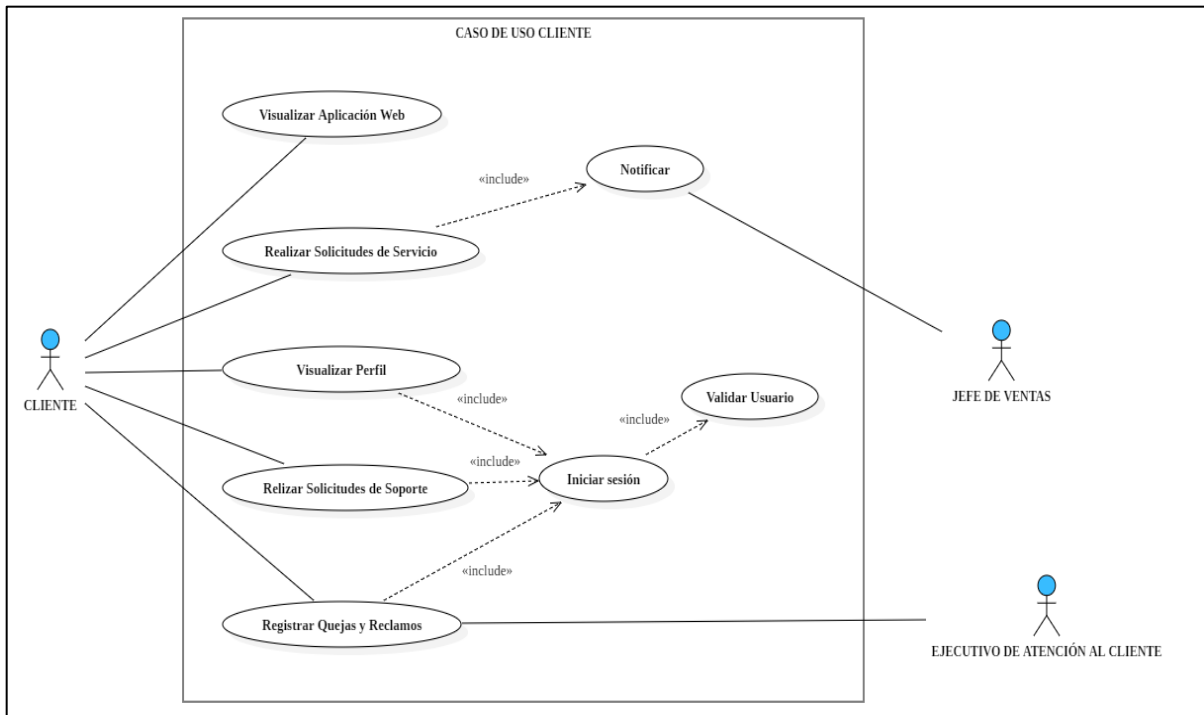 CASO DE USO CLIENTE
Visualizar Aplicación Web
«include»
Notificar
Realizar Solicitudes de Servicio
Visualizar Perfil
CLIENTE
«include»
Validar Usuario
JEFE DE VENTAS
«include»
«include»
Relizar Solicitudes de Soporte
Iniciar sesión
«include»
Registrar Quejas y Reclamos
EJECUTIVO DE ATENCIÓN AL CLIENTE